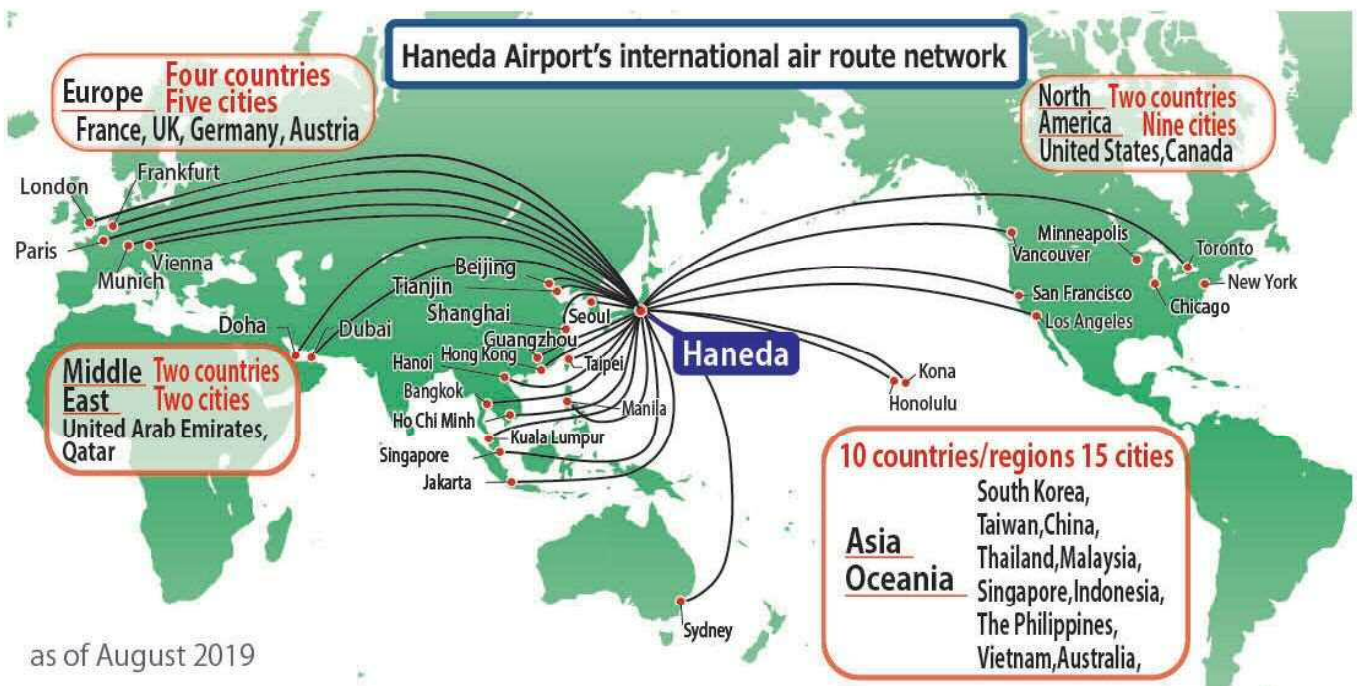 Haneda Airport's international air route network
Europe
Four countries
Five cities
France, UK, Germany, Austria
North
America
Two countries
Nine cities
United States,Canada
London
Frankfurt
Paris
Munich
Vienna
Doha
Dubai
Middle
East
Two countries
Two cities
United Arab Emirates,
Qatar
Beijing
Tianjin
Shanghai
Seoul
Guangzhou
Hong Kong
Taipei
Hanoi
Bangkok
Manila
Ho Chi Minh
Kuala Lumpur
Singapore
Jakarta
Sydney
Haneda
Minneapolis
Vancouver
Toronto
New York
Chicago
San Francisco
Los Angeles
Kona
Honolulu
10 countries/regions 15 cities
Asia
Oceania
South Korea,
Taiwan,China,
Thailand,Malaysia,
Singapore,Indonesia,
The Philippines,
Vietnam,Australia,
as of August 2019